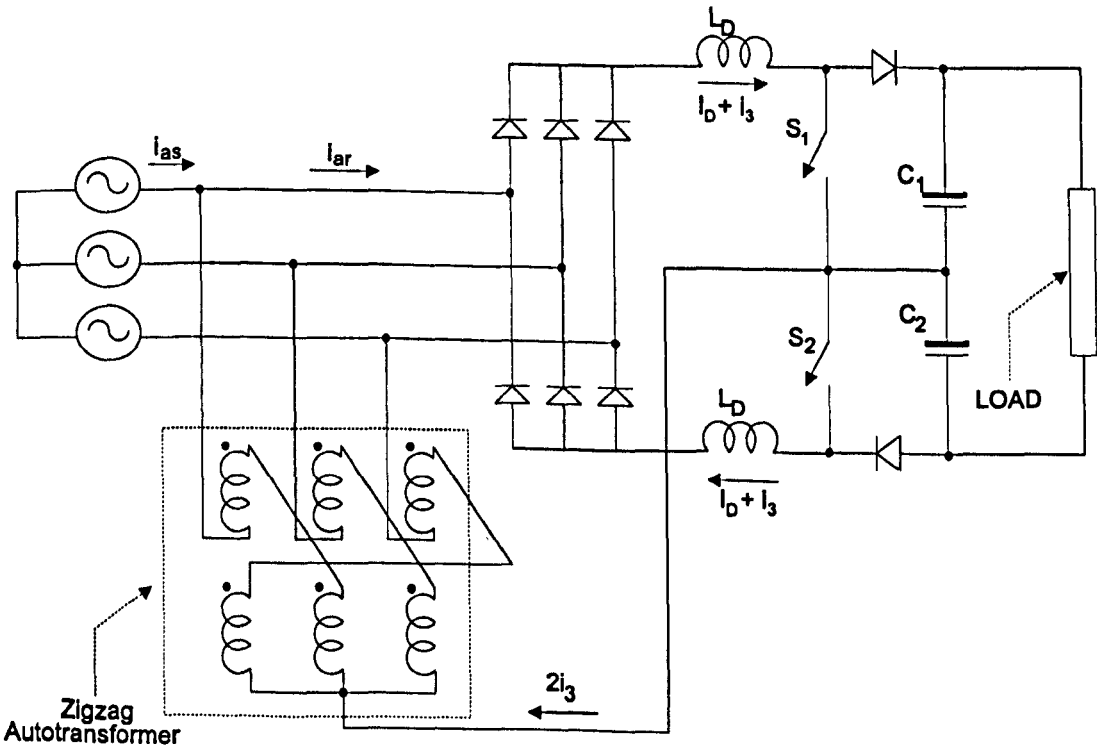 L_D
I_D + i_3
i_as
i_ar
S_1
C_1
S_2
C_2
L_D
LOAD
I_D + i_3
2i_3
Zigzag
Autotransformer